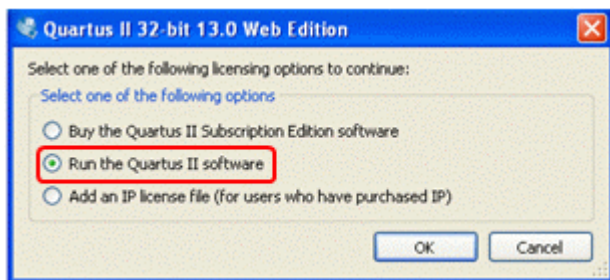 Quartus II 32-bit 13.0 Web Edition
Select one of the following licensing options to continue:
Select one of the following options
Buy the Quartus II Subscription Edition software
Run the Quartus II software
Add an IP license file (for users who have purchased IP)
OK Cancel